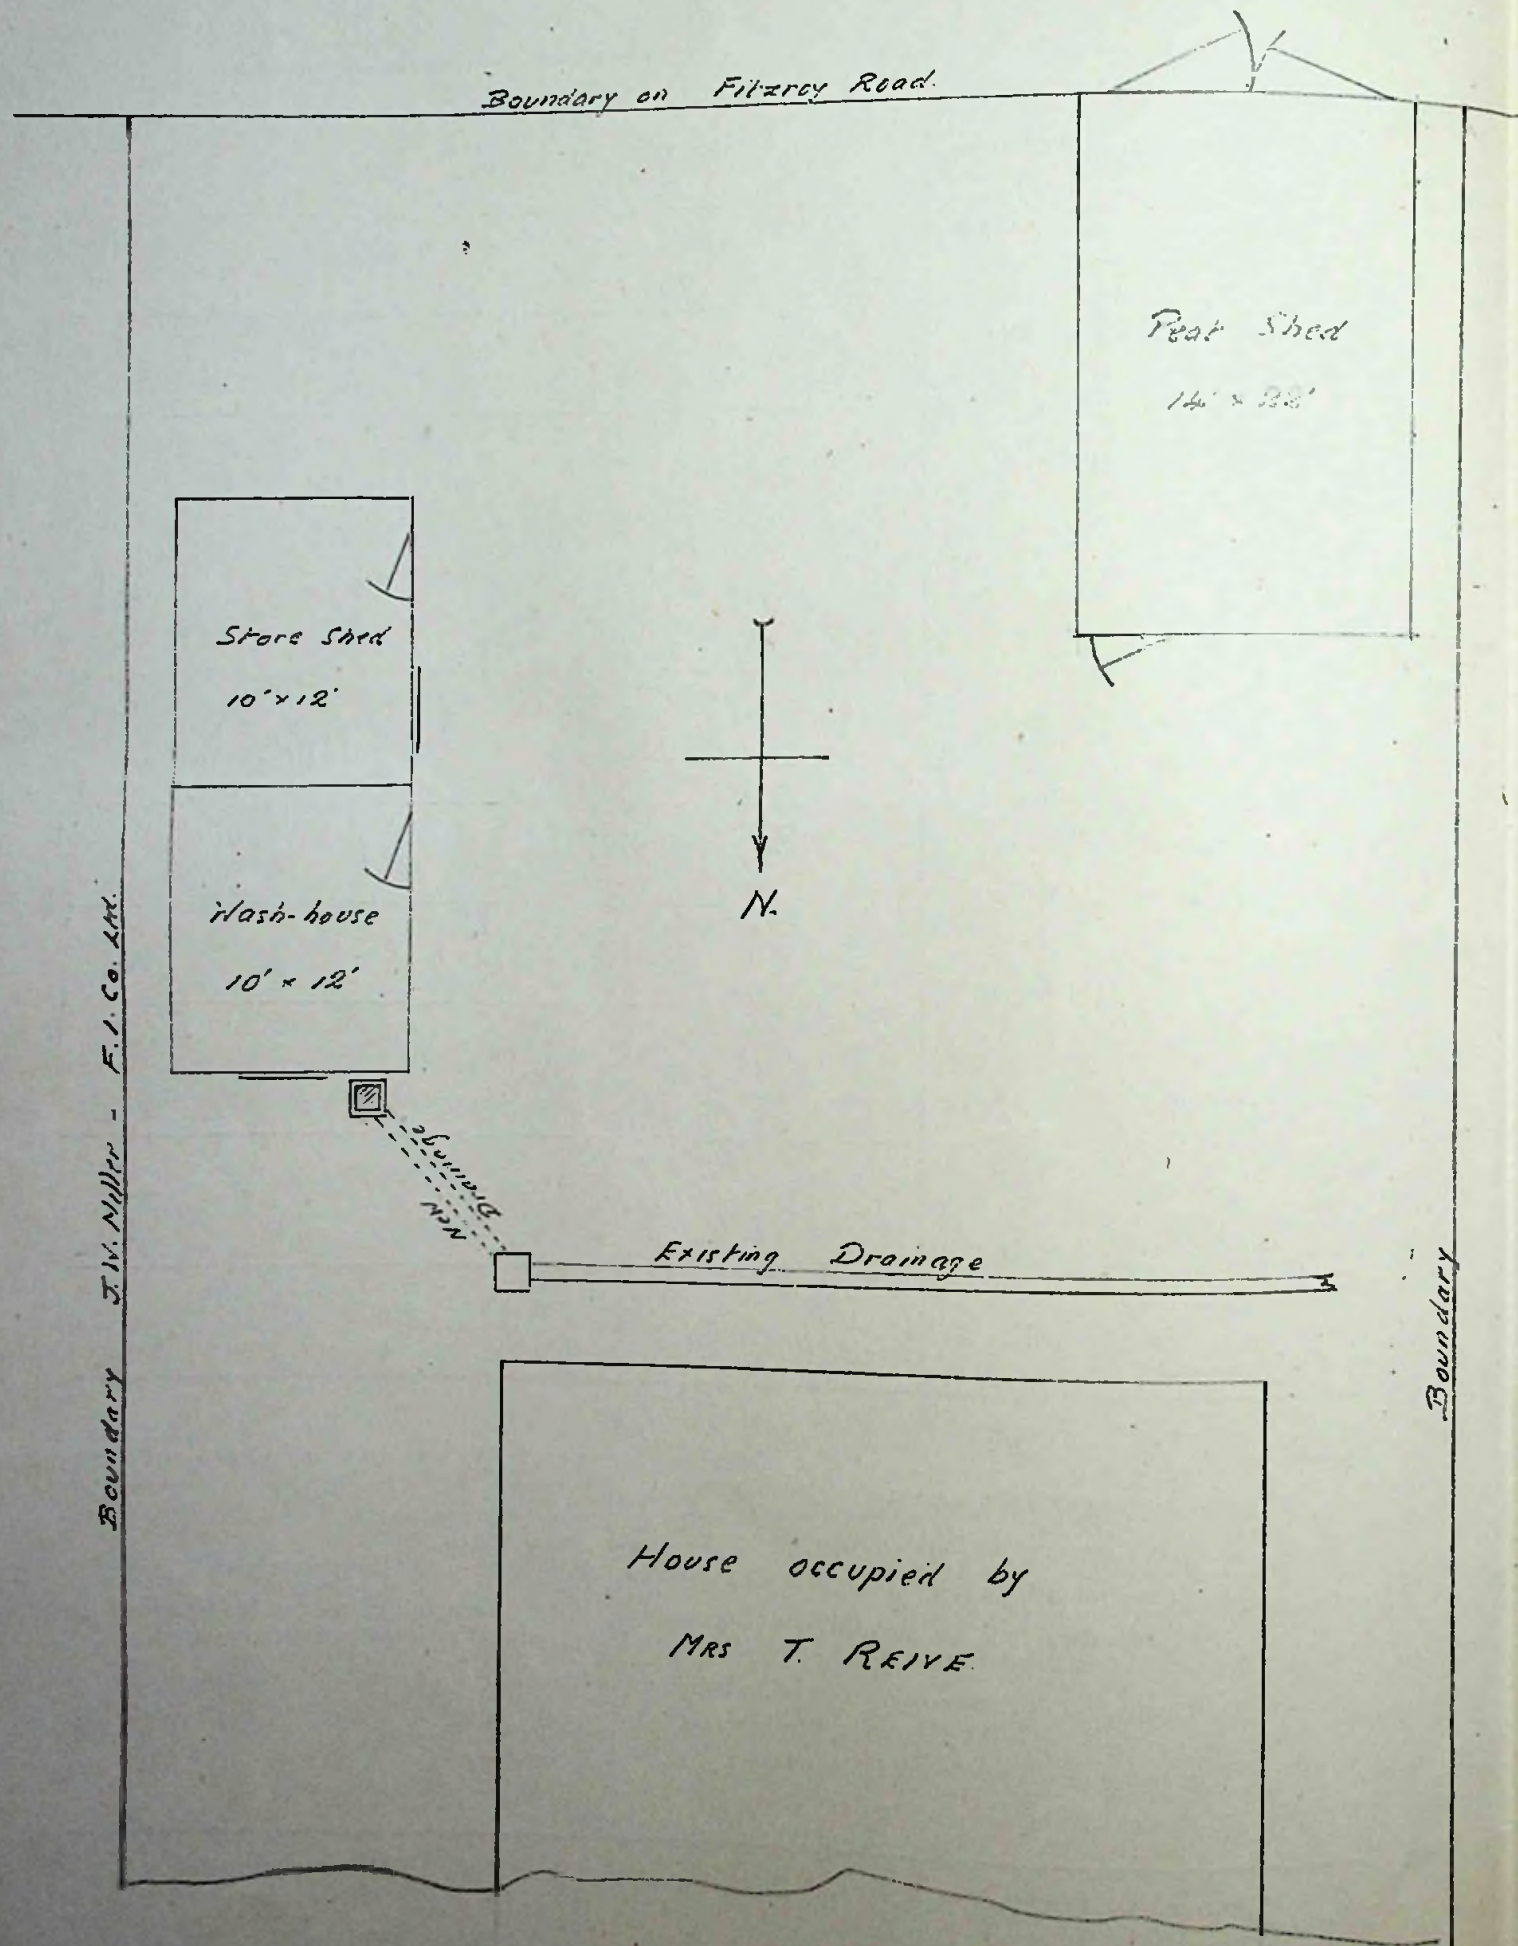 Boundary on Fitzroy Road.
Peat Shed
14' × 22'
Store Shed
10' × 12'
N.
Wash-house
10' × 12'
Boundary J. W. Miller - F. I. Co. Ltd.
New
Drainage
Existing Drainage
Boundary
House occupied by
MRS T. REIVE.